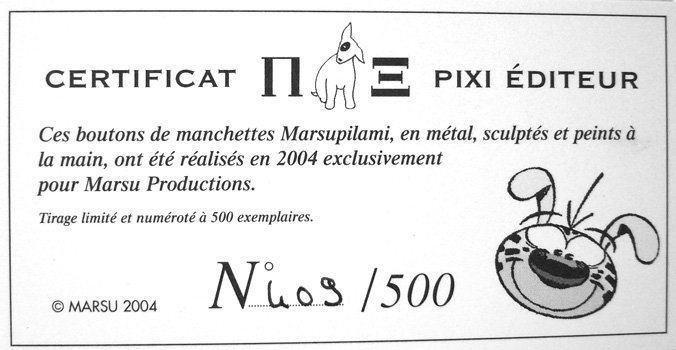 CERTIFICAT Π Ξ PIXI ÉDITEUR
Ces boutons de manchettes Marsupilami, en métal, sculptés et peints à
la main, ont été réalisés en 2004 exclusivement
pour Marsu Productions.
Tirage limité et numéroté à 500 exemplaires.
© MARSU 2004
N° 409 /500